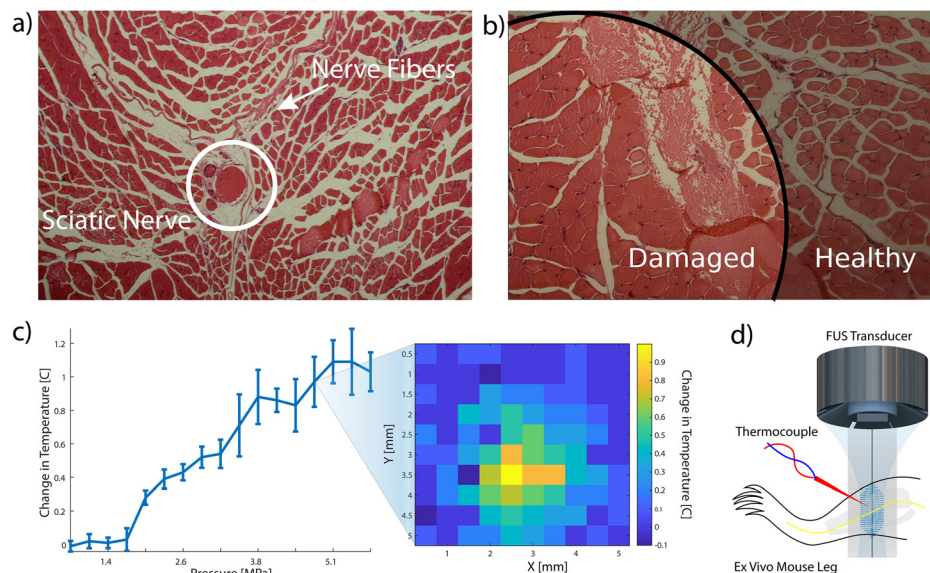 a)
Nerve Fibers
Sciatic Nerve
b)
Damaged
Healthy
c)
Change in Temperature [C]
1.2
1
0.8
0.6
0.4
0.2
0
1.4
2.6
3.8
5.1
Pressure [MPa]
Y [mm]
0.5
1
1.5
2
2.5
3
3.5
4
4.5
5
1
2
3
4
5
X [mm]
0.9
0.8
0.7
0.6
0.5
0.4
0.3
0.2
0.1
0
-0.1
Change in Temperature [C]
d)
FUS Transducer
Thermocouple
Ex Vivo Mouse Leg